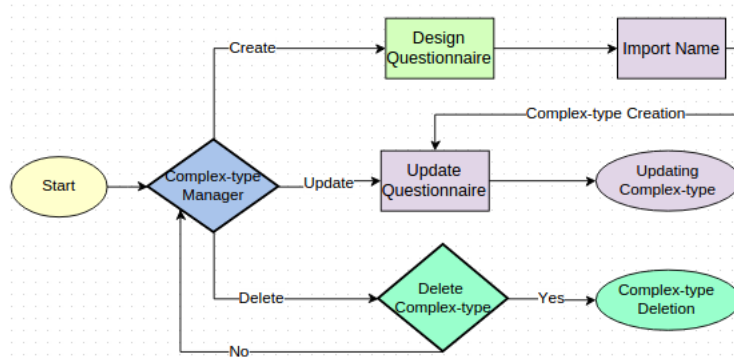 Create
Design
Questionnaire
Import Name
Complex-type Creation
Start
Complex-type
Manager
Update
Update
Questionnaire
Updating
Complex-type
Delete
Delete
Complex-type
Yes
Complex-type
Deletion
No